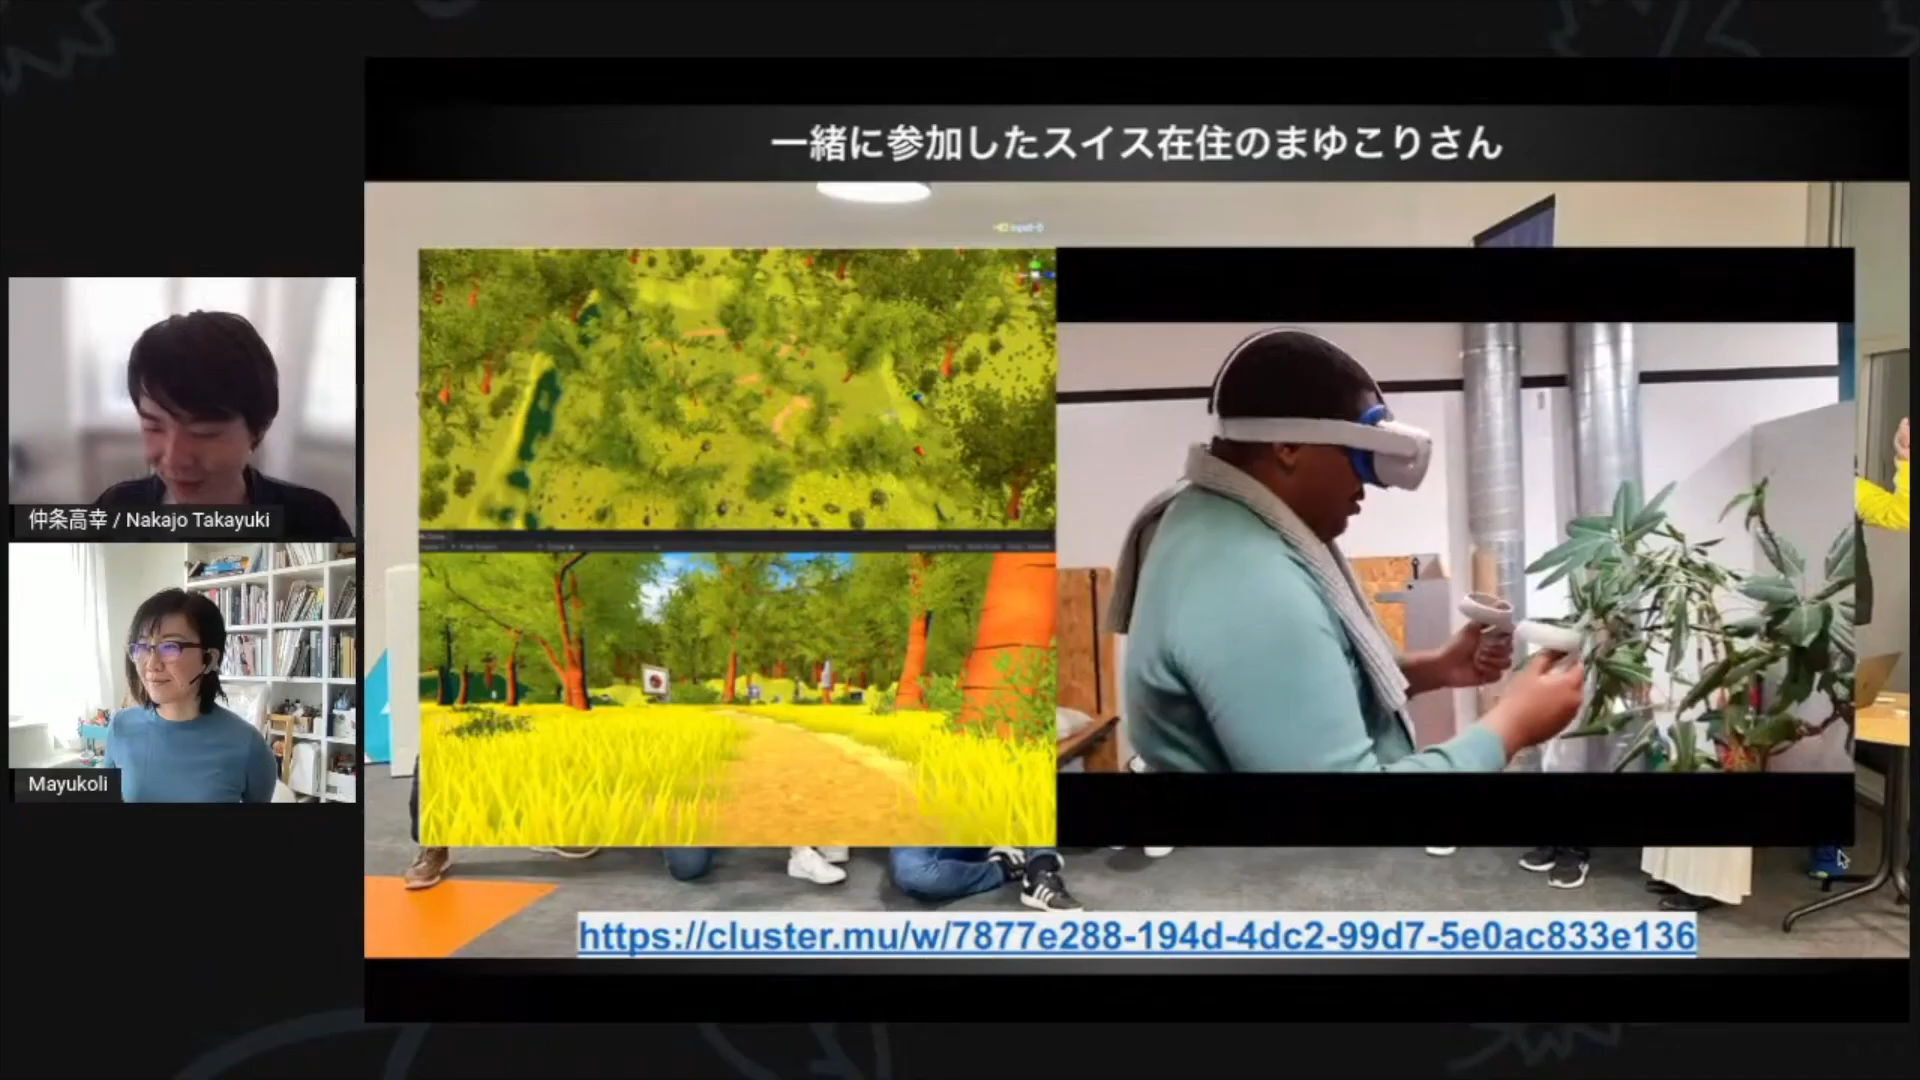 一緒に参加したスイス在住のまゆこりさん
仲条高幸 / Nakajo Takayuki
Mayukoli
https://cluster.mu/w/7877e288-194d-4dc2-99d7-5e0ac833e136